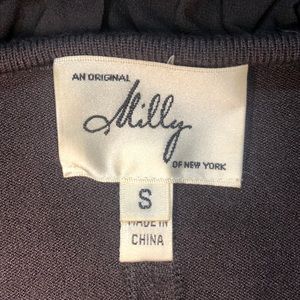 AN ORIGINAL
Milly
OF NEW YORK
S
MADE IN
CHINA